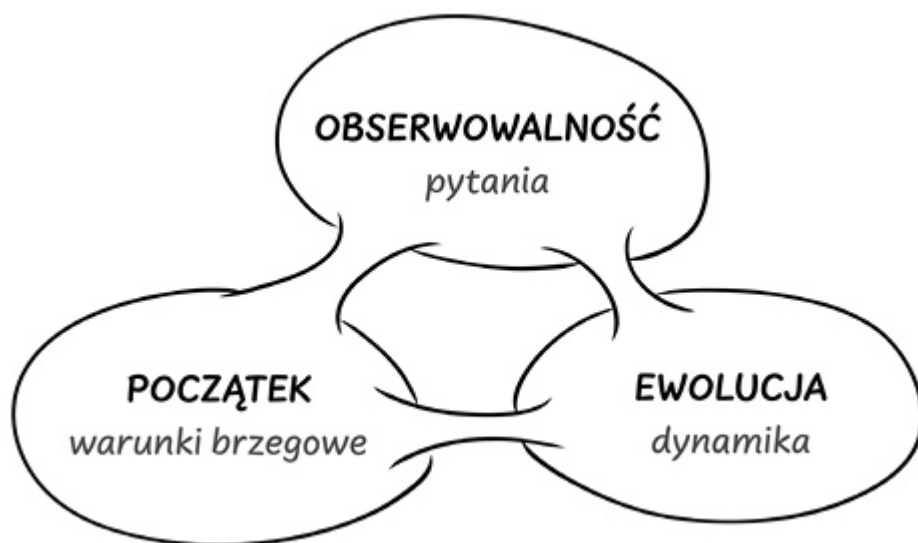 OBSERWOWALNOŚĆ
pytania
POCZĄTEK
warunki brzegowe
EWOLUCJA
dynamika